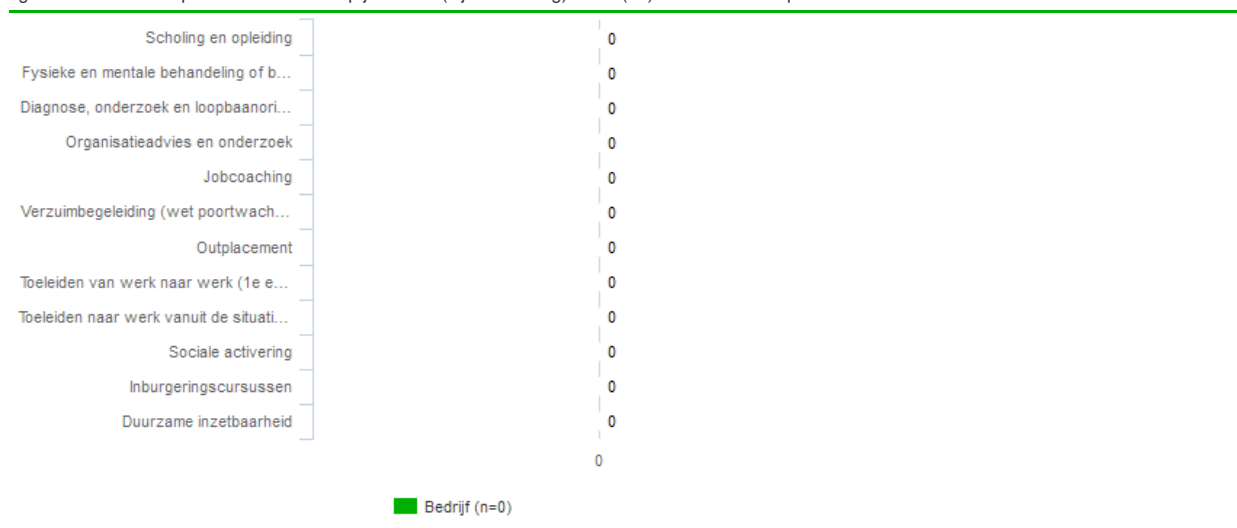 Scholing en opleiding 0
Fysieke en mentale behandeling of b... 0
Diagnose, onderzoek en loopbaanori... 0
Organisatieadvies en onderzoek 0
Jobcoaching 0
Verzuimbegeleiding (wet poortwach... 0
Outplacement 0
Toeleiden van werk naar werk (1e e... 0
Toeleiden naar werk vanuit de situati... 0
Sociale activering 0
Inburgeringscursussen 0
Duurzame inzetbaarheid 0
0
Bedrijf (n=0)